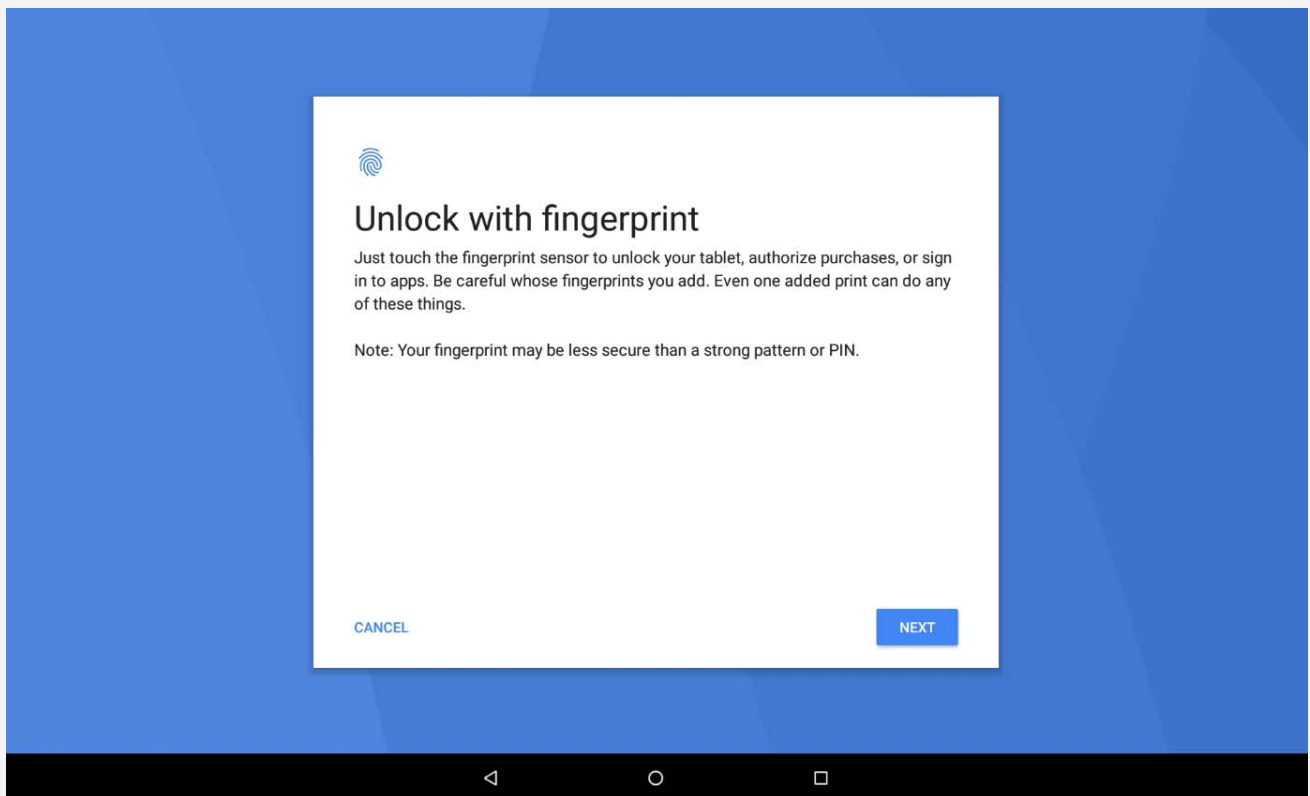 Unlock with fingerprint
Just touch the fingerprint sensor to unlock your tablet, authorize purchases, or sign
in to apps. Be careful whose fingerprints you add. Even one added print can do any
of these things.
Note: Your fingerprint may be less secure than a strong pattern or PIN.
CANCEL
NEXT